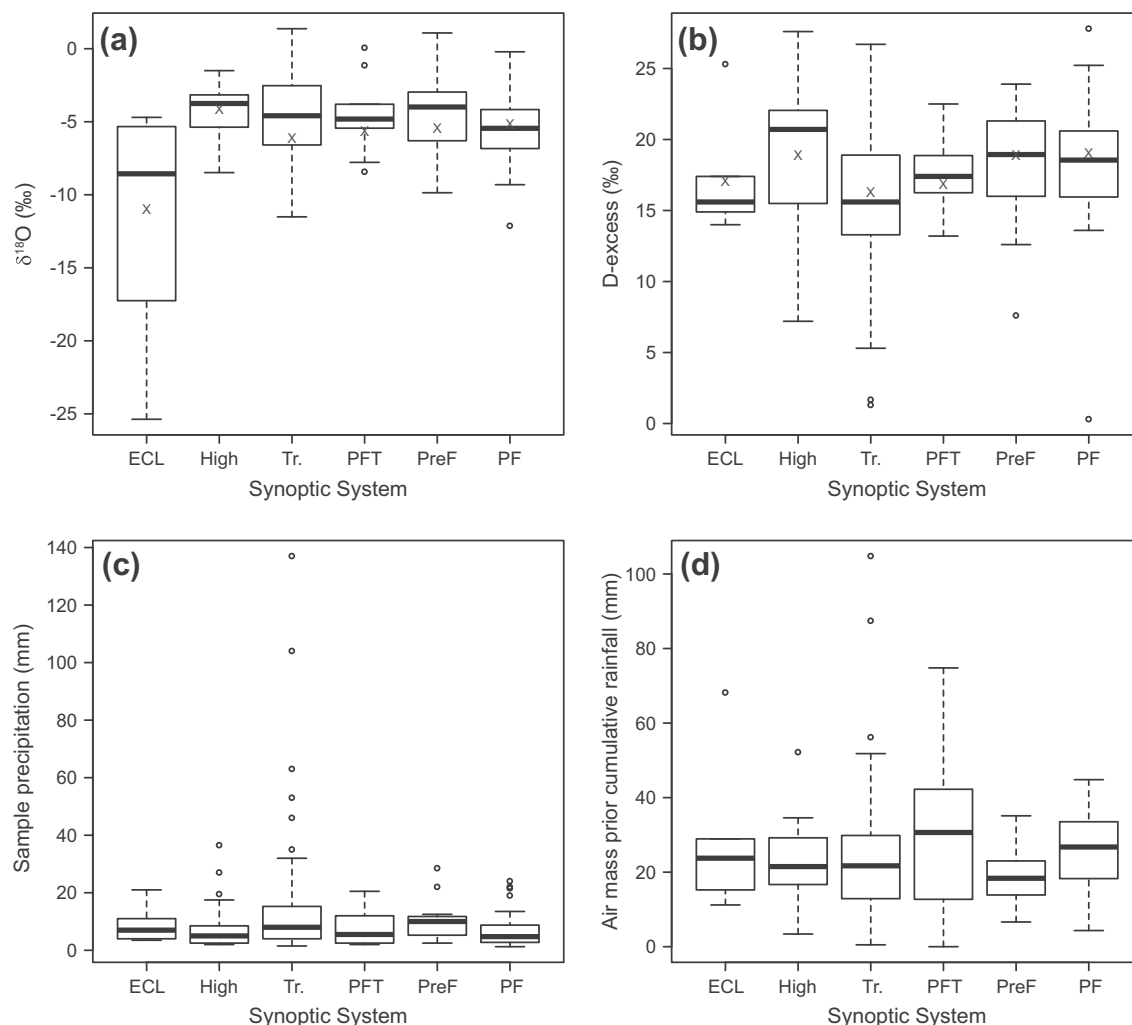 (a)
δ¹⁸O (‰)
0
-5
-10
-15
-20
-25
ECL High Tr. PFT PreF PF
Synoptic System
(b)
D-excess (‰)
25
20
15
10
5
0
ECL High Tr. PFT PreF PF
Synoptic System
(c)
Sample precipitation (mm)
140
120
100
80
60
40
20
0
ECL High Tr. PFT PreF PF
Synoptic System
(d)
Air mass prior cumulative rainfall (mm)
100
80
60
40
20
0
ECL High Tr. PFT PreF PF
Synoptic System